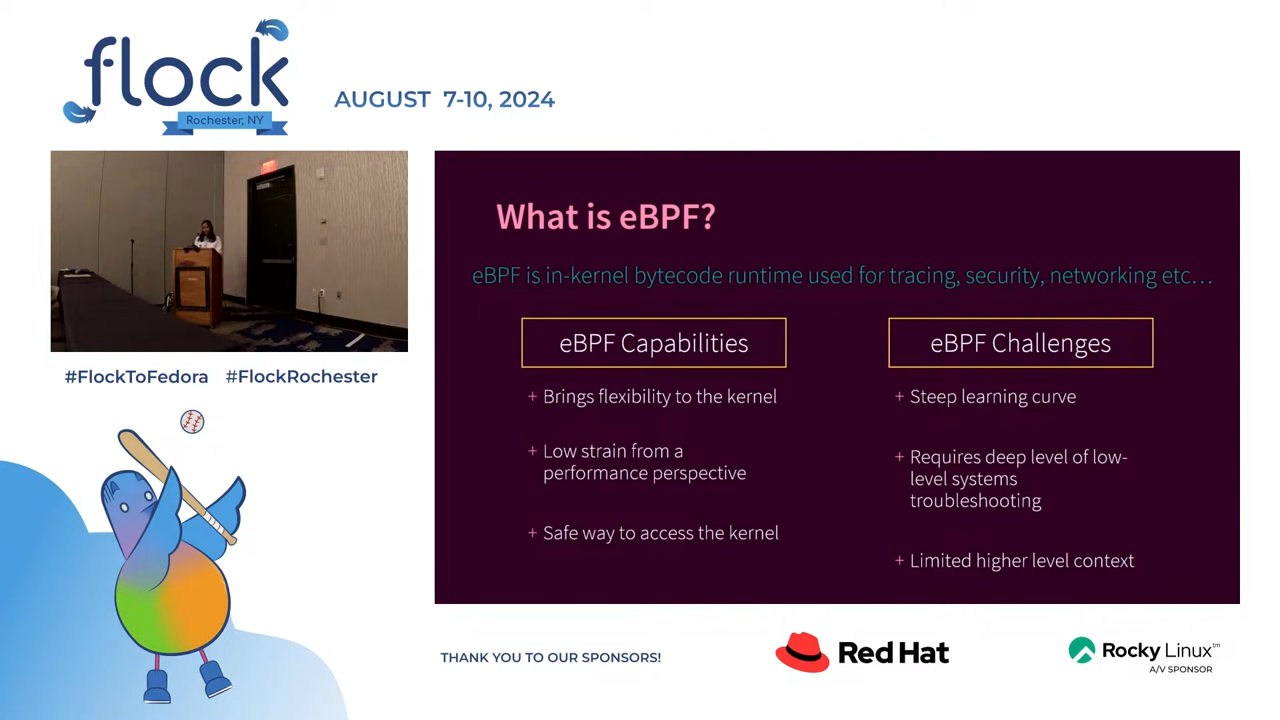 flock
Rochester, NY
AUGUST 7-10, 2024
#FlockToFedora #FlockRochester
What is eBPF?
eBPF is in-kernel bytecode runtime used for tracing, security, networking etc...
eBPF Capabilities
+ Brings flexibility to the kernel
+ Low strain from a
performance perspective
+ Safe way to access the kernel
eBPF Challenges
+ Steep learning curve
+ Requires deep level of low-
level systems
troubleshooting
+ Limited higher level context
THANK YOU TO OUR SPONSORS!
Red Hat
Rocky Linux™
A/V SPONSOR